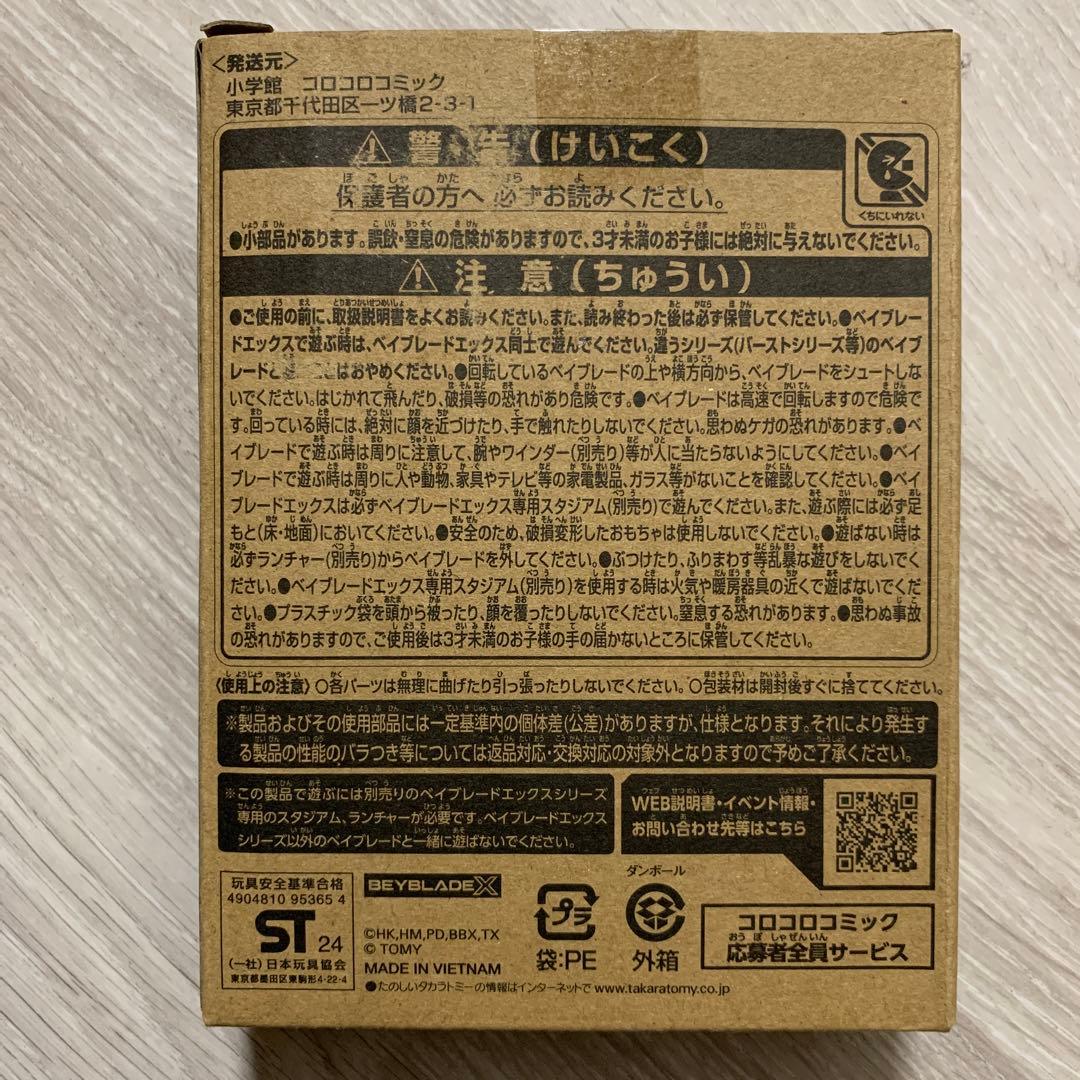 〈発送元〉
小学館 コロコロコミック
東京都千代田区一ツ橋2-3-1
警告(けいこく)
保護者の方へ 必ずお読みください。
くちにいれない
●小部品があります。誤飲・窒息の危険がありますので、3才未満のお子様には絶対に与えないでください。
注意(ちゅうい)
●ご使用の前に、取扱説明書をよくお読みください。また、読み終わった後は必ず保管してください。●ベイブレー
ドエックスで遊ぶ時は、ベイブレードエックス同士で遊んでください。違うシリーズ(バーストシリーズ等)のベイブ
レードと はおやめください。●回転しているベイブレードの上や横方向から、ベイブレードをシュートしな
いでください。はじかれて飛んだり、破損等の恐れがあり危険です。●ベイブレードは高速で回転しますので危険で
す。回っている時には、絶対に顔を近づけたり、手で触れたりしないでください。思わぬケガの恐れがあります。●ベ
イブレードで遊ぶ時は周りに注意して、腕やワインダー(別売り)等が人に当たらないようにしてください。●ベイ
ブレードで遊ぶ時は周りに人や動物、家具やテレビ等の家電製品、ガラス等がないことを確認してください。●ベイ
ブレードエックスは必ずベイブレードエックス専用スタジアム(別売り)で遊んでください。また、遊ぶ際には必ず足
もと(床・地面)においてください。●安全のため、破損変形したおもちゃは使用しないでください。●遊ばない時は
必ずランチャー(別売り)からベイブレードを外してください。●ぶつけたり、ふりまわす等乱暴な遊びをしないでくだ
さい。●ベイブレードエックス専用スタジアム(別売り)を使用する時は火気や暖房器具の近くで遊ばないでくださ
い。●プラスチック袋を頭から被ったり、顔を覆ったりしないでください。窒息する恐れがあります。●思わぬ事故
の恐れがありますので、ご使用後は3才未満のお子様の手の届かないところに保管してください。
〈使用上の注意〉○各パーツは無理に曲げたり引っ張ったりしないでください。○包装材は開封後すぐに捨ててください。
※製品およびその使用部品には一定基準内の個体差(公差)がありますが、仕様となります。それにより発生す
る製品の性能のバラつき等については返品対応・交換対応の対象外となりますので予めご了承ください。
※この製品で遊ぶには別売りのベイブレードエックスシリーズ
専用のスタジアム、ランチャーが必要です。ベイブレードエックス
シリーズ以外のベイブレードと一緒に遊ばないでください。
WEB説明書・イベント情報・
お問い合わせ先等はこちら
玩具安全基準合格
4904810 95365 4
ST 24
(一社)日本玩具協会
東京都墨田区東駒形4-22-4
BEYBLADE X
©HK,HM,PD,BBX,TX
© TOMY
MADE IN VIETNAM
プラ
袋:PE
ダンボール
外箱
コロコロコミック
応募者全員サービス
●たのしいタカラトミーの情報はインターネットで www.takaratomy.co.jp